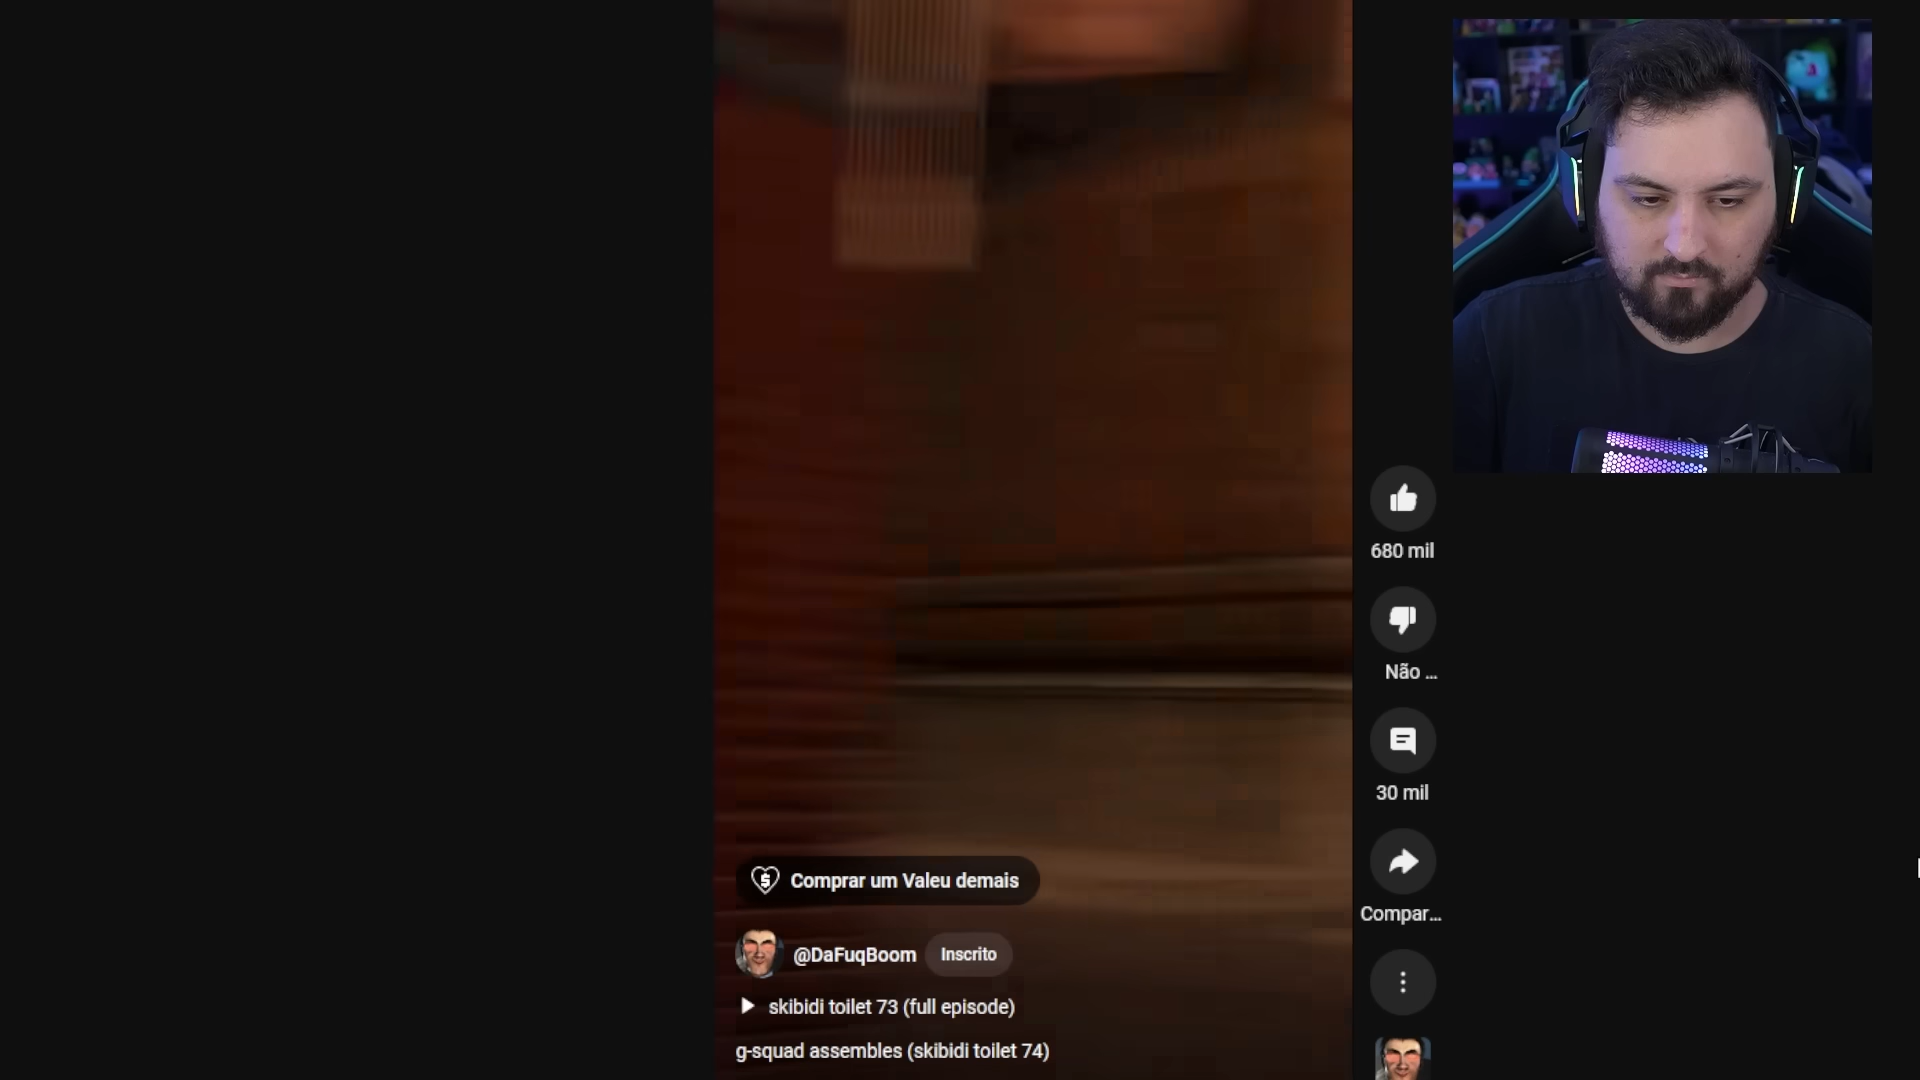 680 mil
Não ...
30 mil
Compar...
Comprar um Valeu demais
@DaFuqBoom Inscrito
skibidi toilet 73 (full episode)
g-squad assembles (skibidi toilet 74)